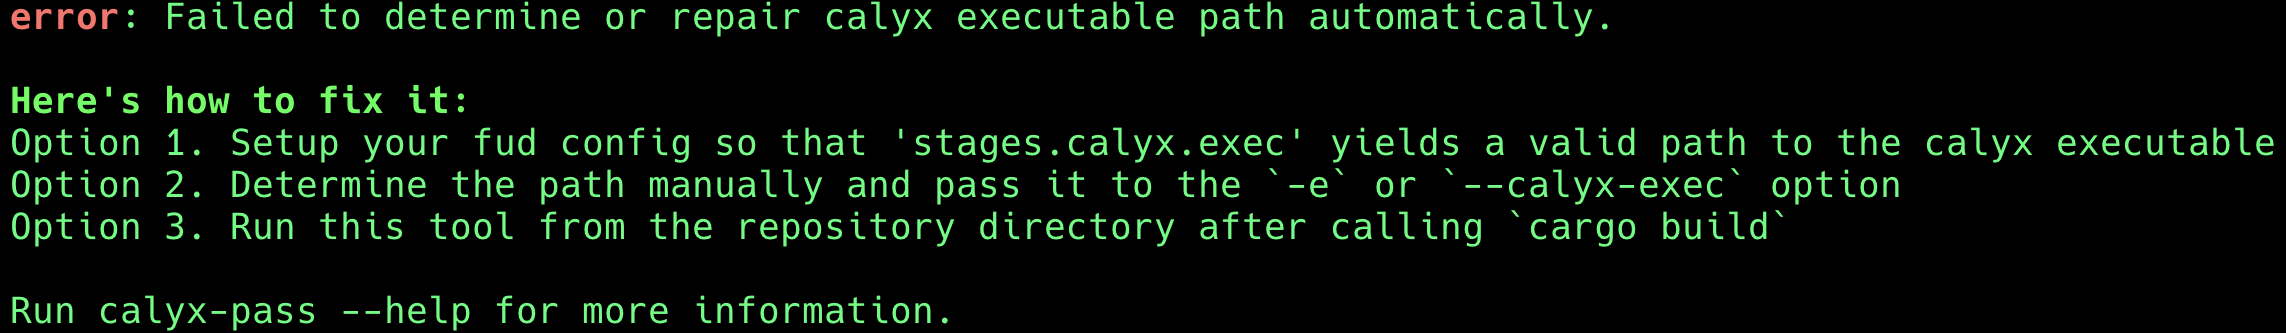 error: Failed to determine or repair calyx executable path automatically.
Here's how to fix it:
Option 1. Setup your fud config so that 'stages.calyx.exec' yields a valid path to the calyx executable
Option 2. Determine the path manually and pass it to the `-e` or `--calyx-exec` option
Option 3. Run this tool from the repository directory after calling `cargo build`
Run calyx-pass --help for more information.